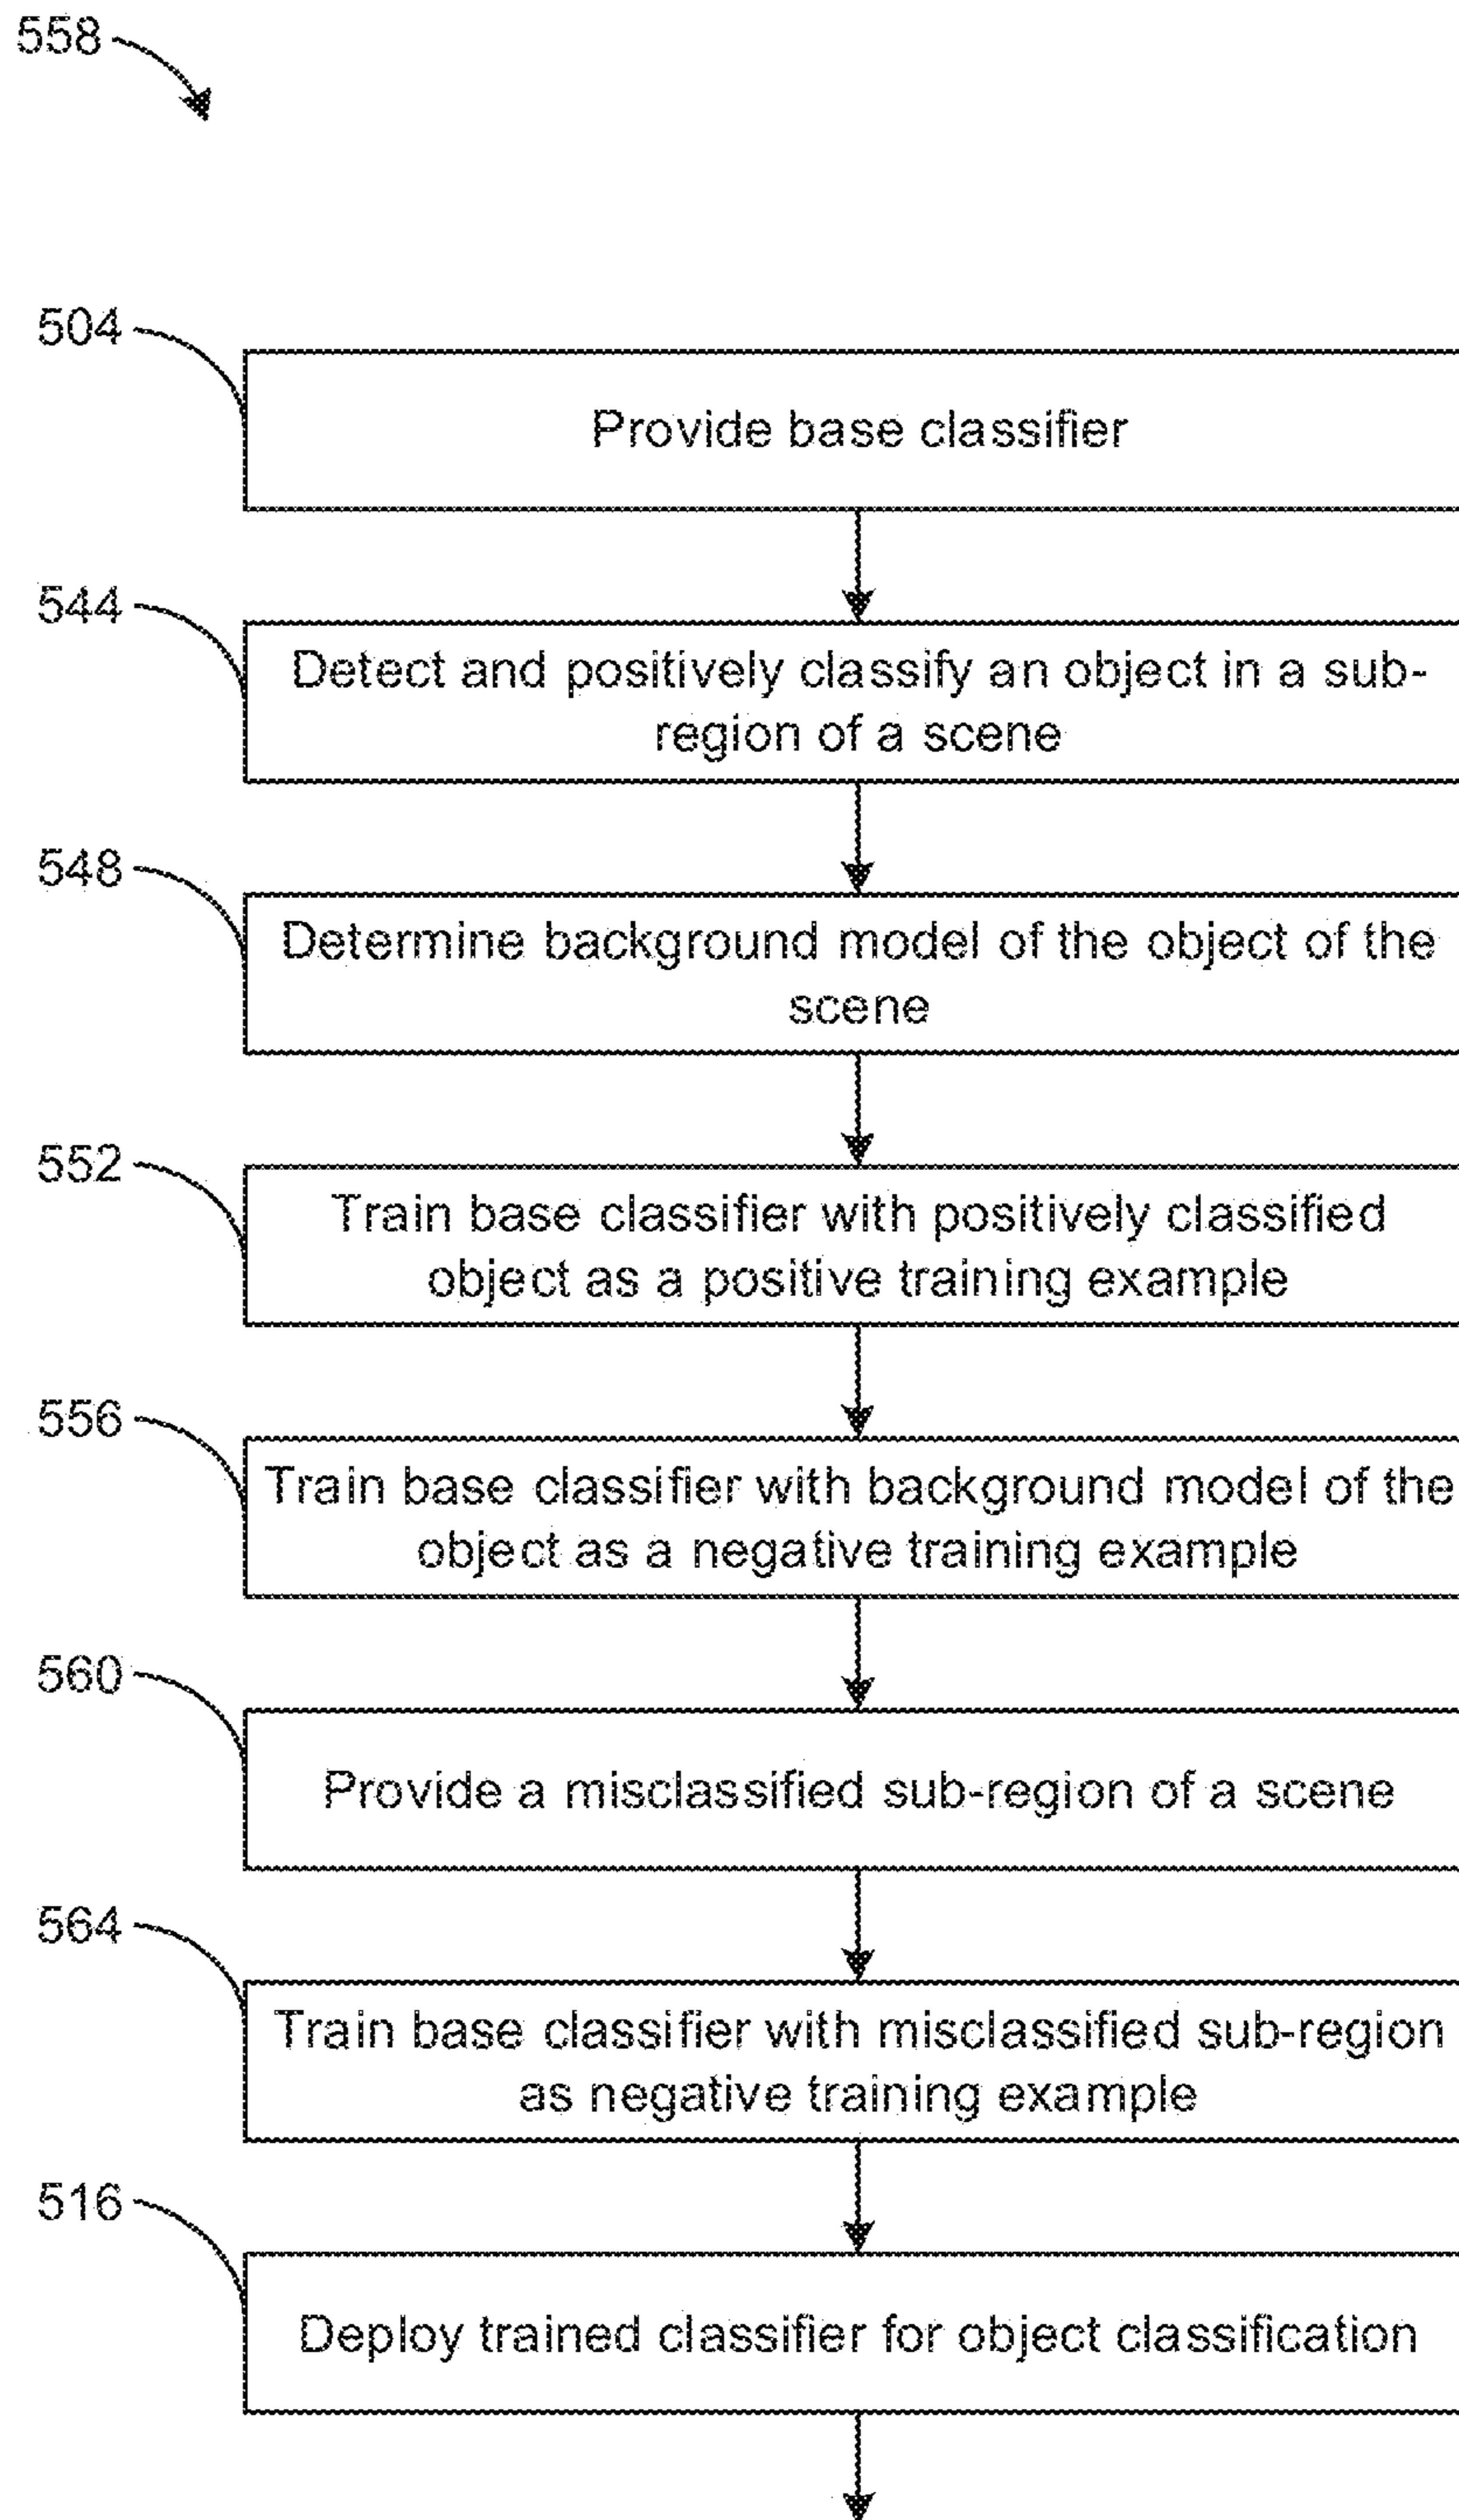 558
504
Provide base classifier
544
Detect and positively classify an object in a sub-
region of a scene
548
Determine background model of the object of the
scene
552
Train base classifier with positively classified
object as a positive training example
556
Train base classifier with background model of the
object as a negative training example
560
Provide a misclassified sub-region of a scene
564
Train base classifier with misclassified sub-region
as negative training example
516
Deploy trained classifier for object classification